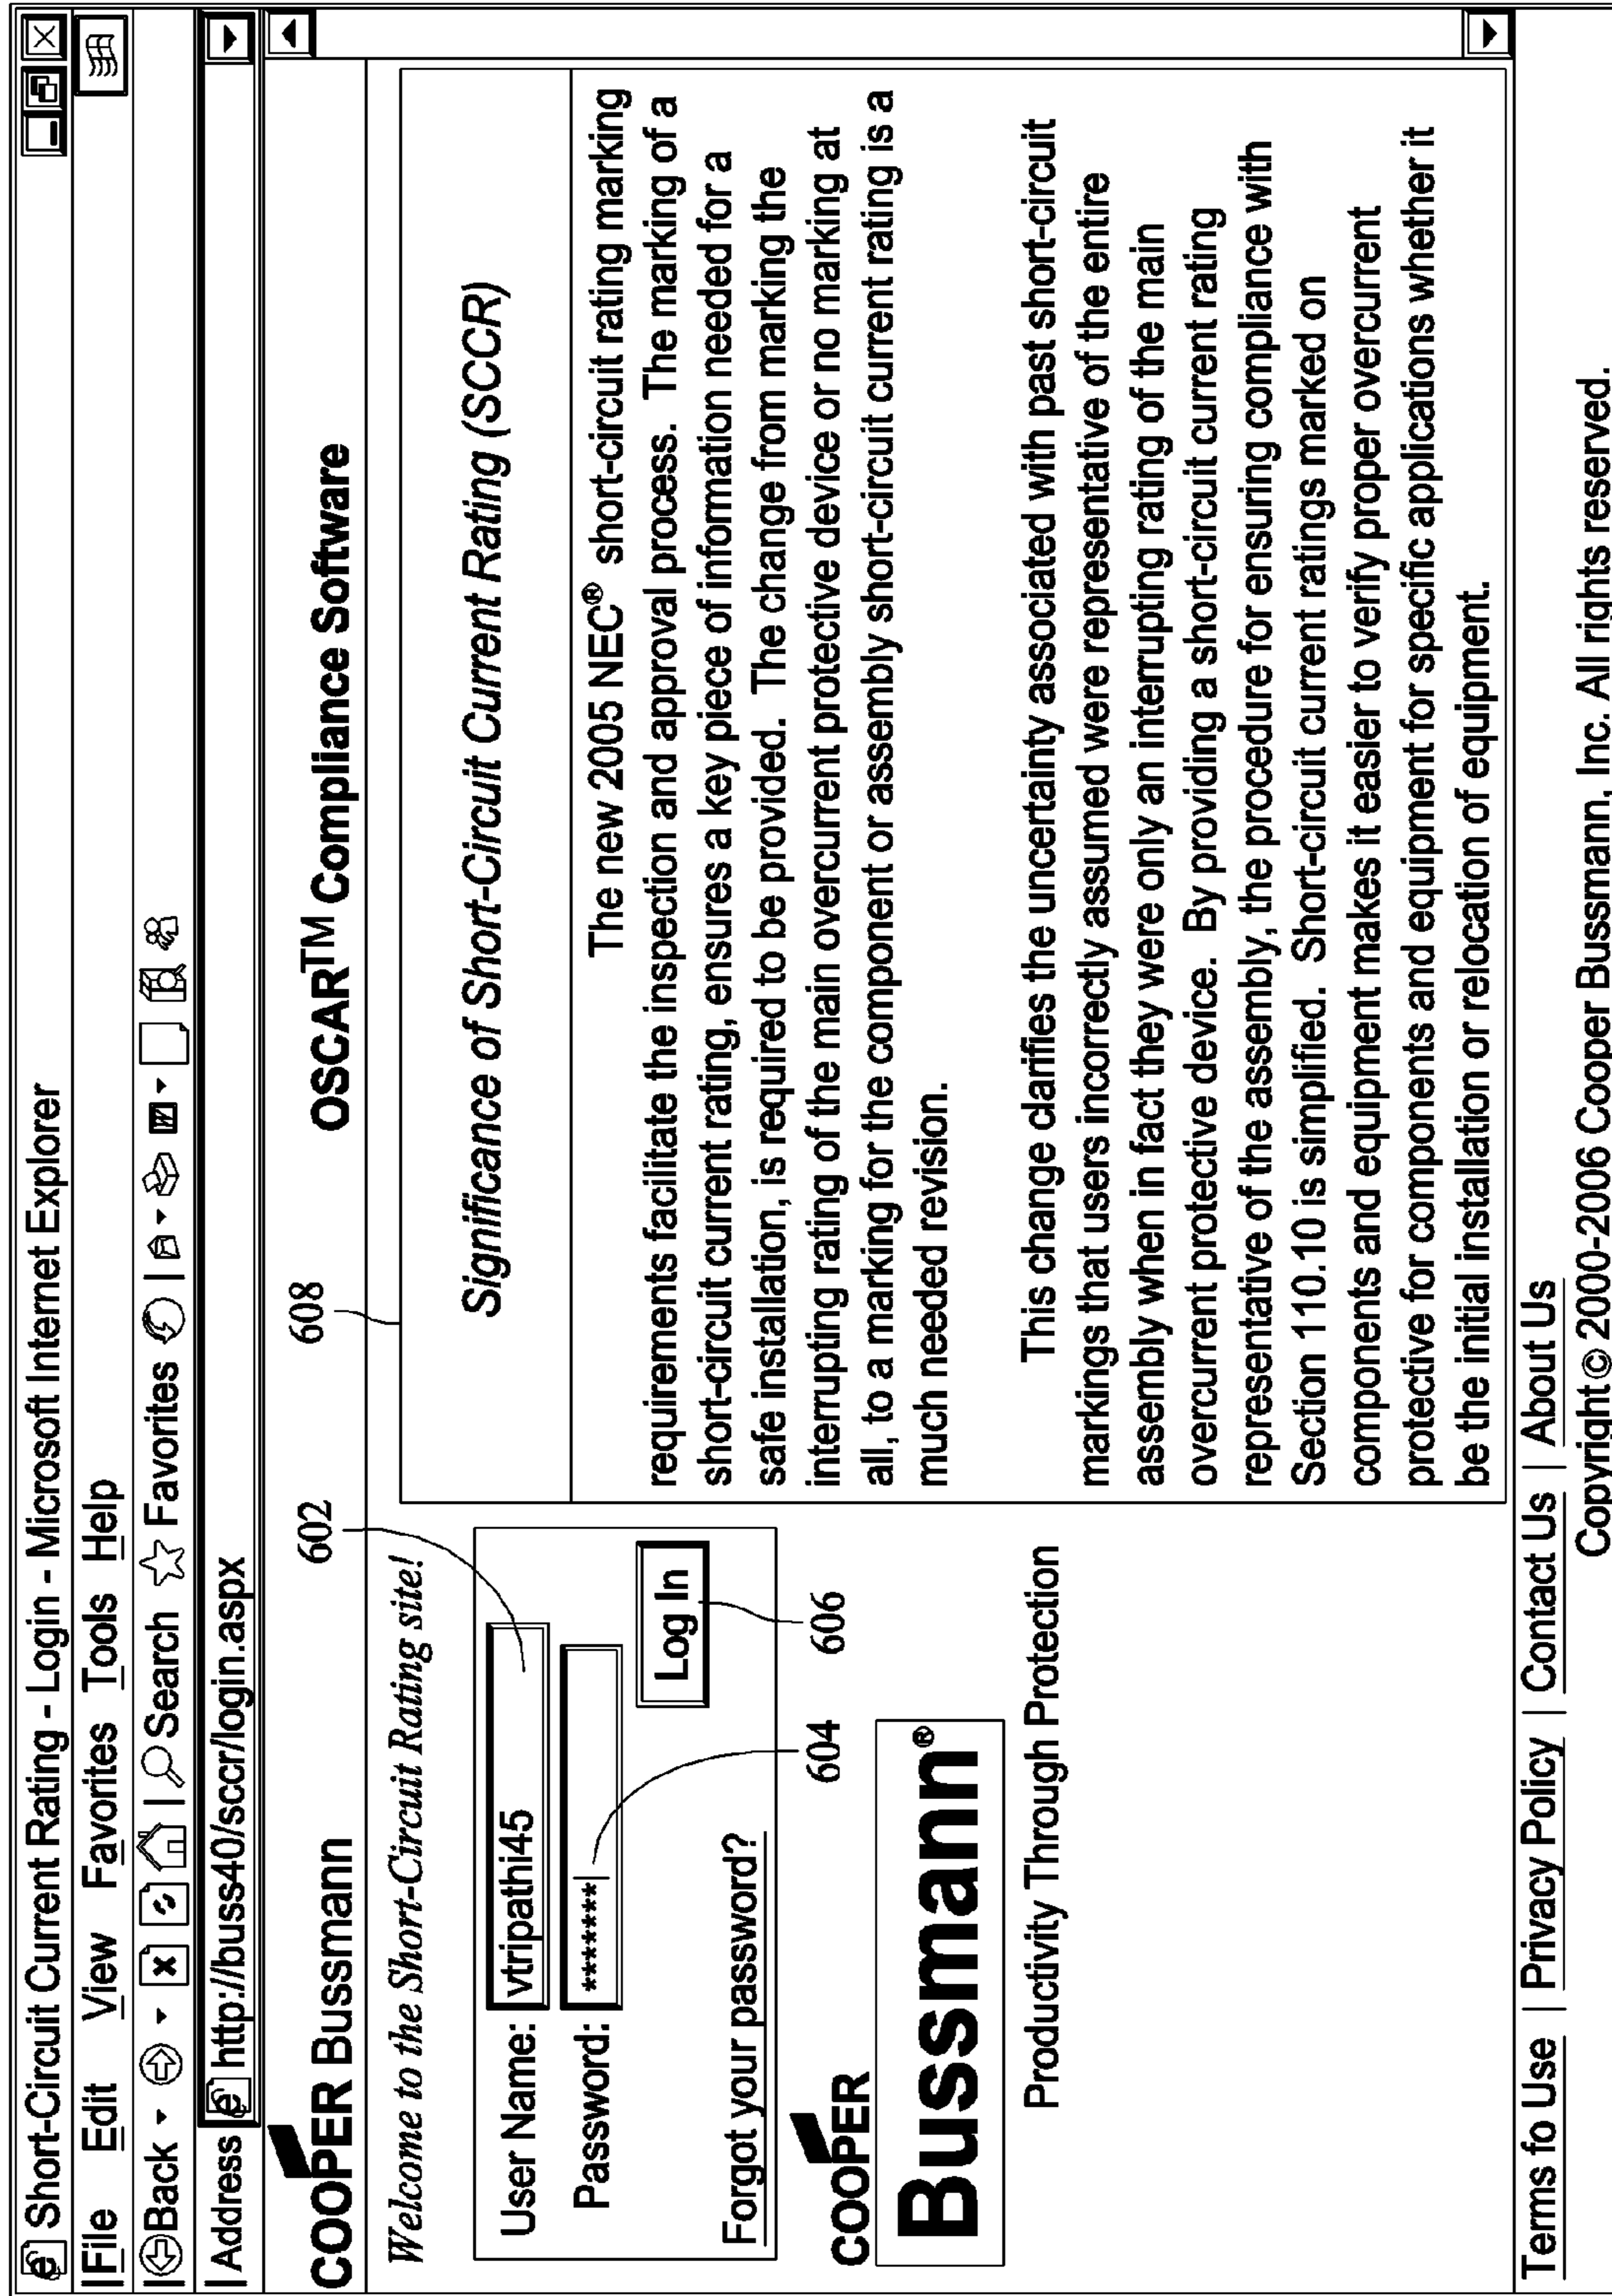 Short-Circuit Current Rating - Login - Microsoft Internet Explorer
File Edit View Favorites Tools Help
Back Search Favorites
Address http://buss40/sccr/login.aspx
COOPER Bussmann OSCAR™ Compliance Software
602
608
Welcome to the Short-Circuit Rating site!
User Name: vtripathi45
Password: *******
Log In
Forgot your password?
604
606
COOPER
Bussmann®
Productivity Through Protection
Significance of Short-Circuit Current Rating (SCCR)
The new 2005 NEC® short-circuit rating marking
requirements facilitate the inspection and approval process. The marking of a
short-circuit current rating, ensures a key piece of information needed for a
safe installation, is required to be provided. The change from marking the
interrupting rating of the main overcurrent protective device or no marking at
all, to a marking for the component or assembly short-circuit current rating is a
much needed revision.
This change clarifies the uncertainty associated with past short-circuit
markings that users incorrectly assumed were representative of the entire
assembly when in fact they were only an interrupting rating of the main
overcurrent protective device. By providing a short-circuit current rating
representative of the assembly, the procedure for ensuring compliance with
Section 110.10 is simplified. Short-circuit current ratings marked on
components and equipment makes it easier to verify proper overcurrent
protective for components and equipment for specific applications whether it
be the initial installation or relocation of equipment.
Terms fo Use | Privacy Policy | Contact Us | About Us
Copyright© 2000-2006 Cooper Bussmann, Inc. All rights reserved.